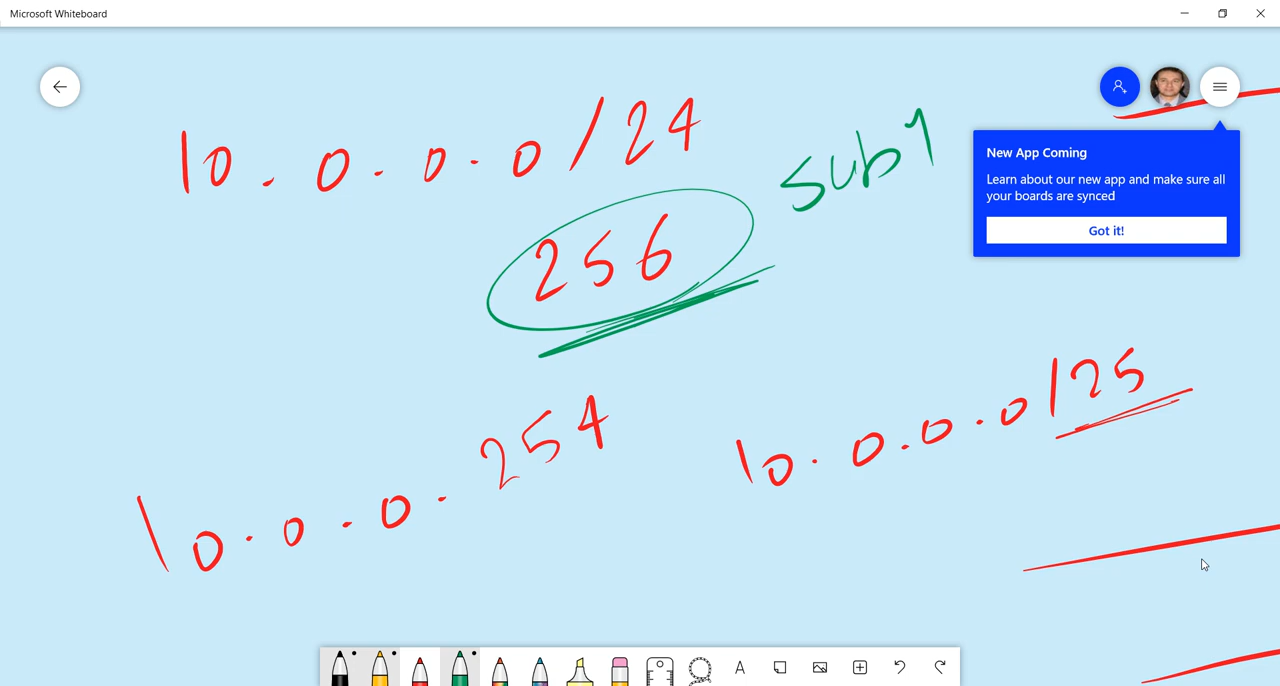 Microsoft Whiteboard
10.0.0.0/24
sub1
256
New App Coming
Learn about our new app and make sure all
your boards are synced
Got it!
10.0.0.0/25
10.0.0.254
A